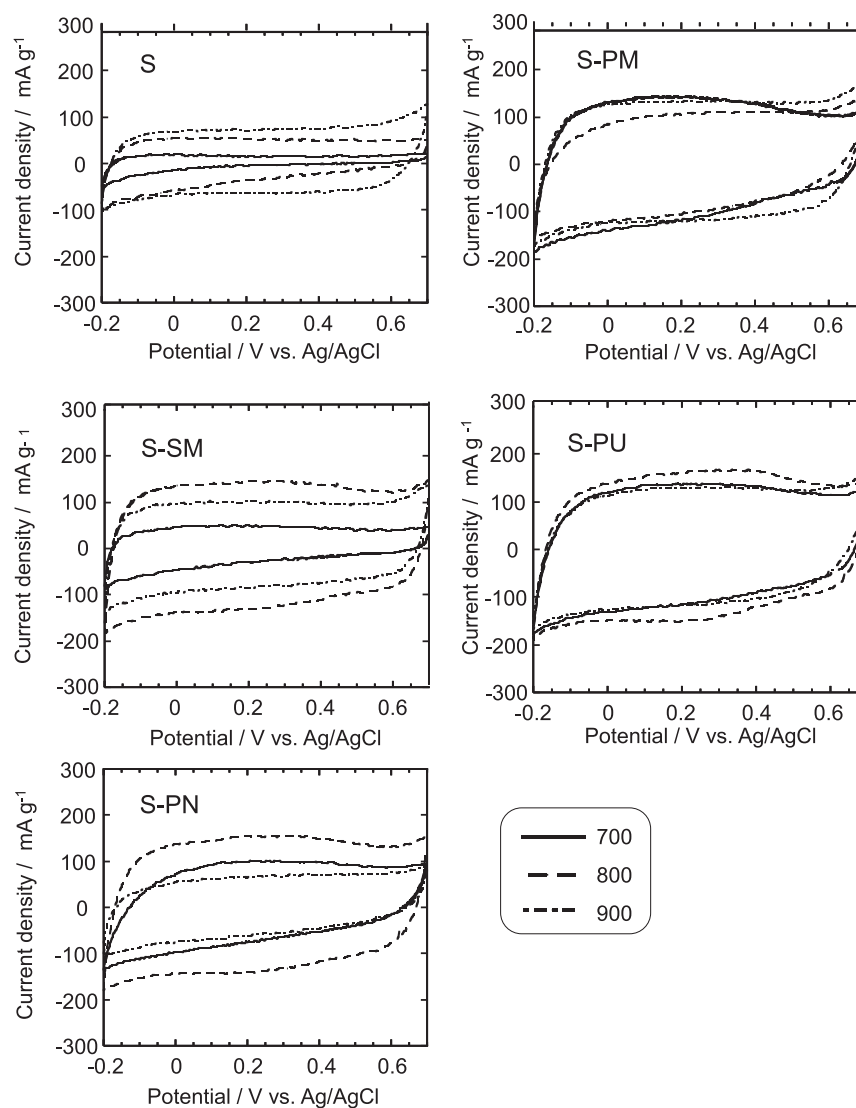 Current density / mA g-1
300
200
100
0
-100
-200
-300
S
-0.2 0 0.2 0.4 0.6
Potential / V vs. Ag/AgCl
Current density / mA g-1
300
200
100
0
-100
-200
-300
S-PM
-0.2 0 0.2 0.4 0.6
Potential / V vs. Ag/AgCl
Current density / mA g-1
300
200
100
0
-100
-200
-300
S-SM
-0.2 0 0.2 0.4 0.6
Potential / V vs. Ag/AgCl
Current density / mA g-1
300
200
100
0
-100
-200
-300
S-PU
-0.2 0 0.2 0.4 0.6
Potential / V vs. Ag/AgCl
Current density / mA g-1
300
200
100
0
-100
-200
-300
S-PN
-0.2 0 0.2 0.4 0.6
Potential / V vs. Ag/AgCl
700
800
900